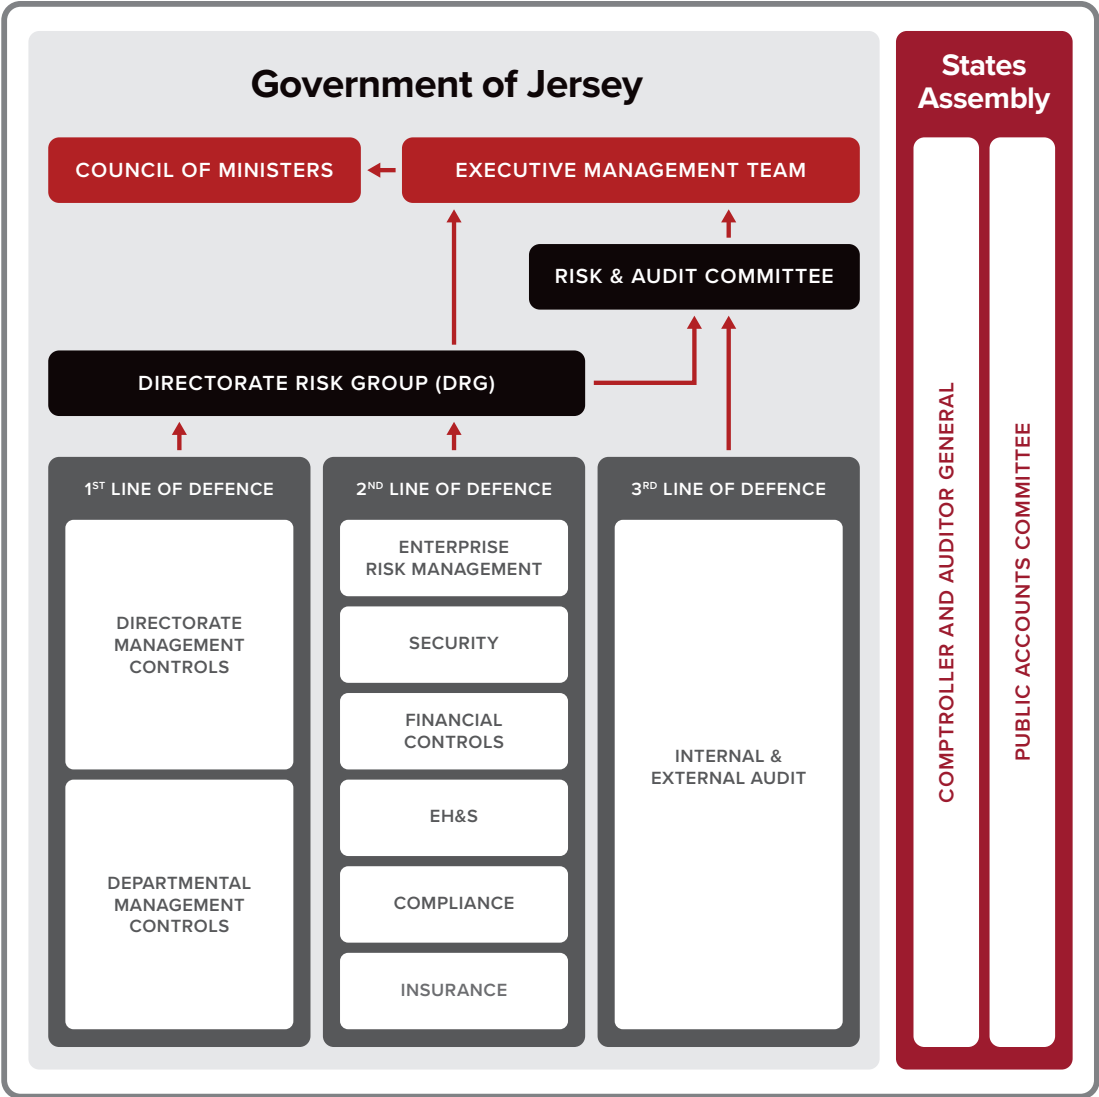 Government of Jersey
COUNCIL OF MINISTERS
EXECUTIVE MANAGEMENT TEAM
RISK & AUDIT COMMITTEE
DIRECTORATE RISK GROUP (DRG)
1ST LINE OF DEFENCE
DIRECTORATE
MANAGEMENT
CONTROLS
DEPARTMENTAL
MANAGEMENT
CONTROLS
2ND LINE OF DEFENCE
ENTERPRISE
RISK MANAGEMENT
SECURITY
FINANCIAL
CONTROLS
EH&S
COMPLIANCE
INSURANCE
3RD LINE OF DEFENCE
INTERNAL &
EXTERNAL AUDIT
States
Assembly
COMPTROLLER AND AUDITOR GENERAL
PUBLIC ACCOUNTS COMMITTEE